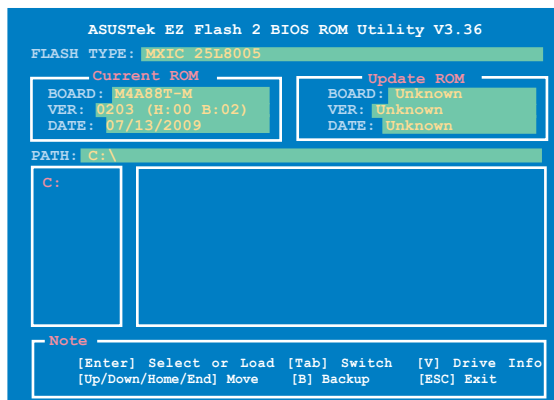 ASUSTek EZ Flash 2 BIOS ROM Utility V3.36
FLASH TYPE: MXIC 25L8005
Current ROM
BOARD: M4A88T-M
VER: 0203 (H:00 B:02)
DATE: 07/13/2009
Update ROM
BOARD: Unknown
VER: Unknown
DATE: Unknown
PATH: C:\
C:
Note
[Enter] Select or Load [Tab] Switch [V] Drive Info
[Up/Down/Home/End] Move [B] Backup [ESC] Exit